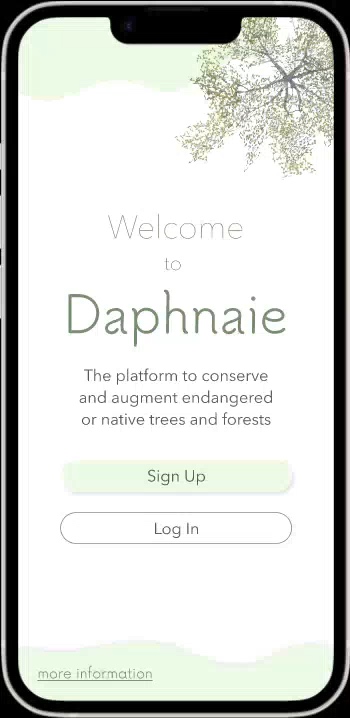 Welcome
to
Daphnaie
The platform to conserve
and augment endangered
or native trees and forests
Sign Up
Log In
more information